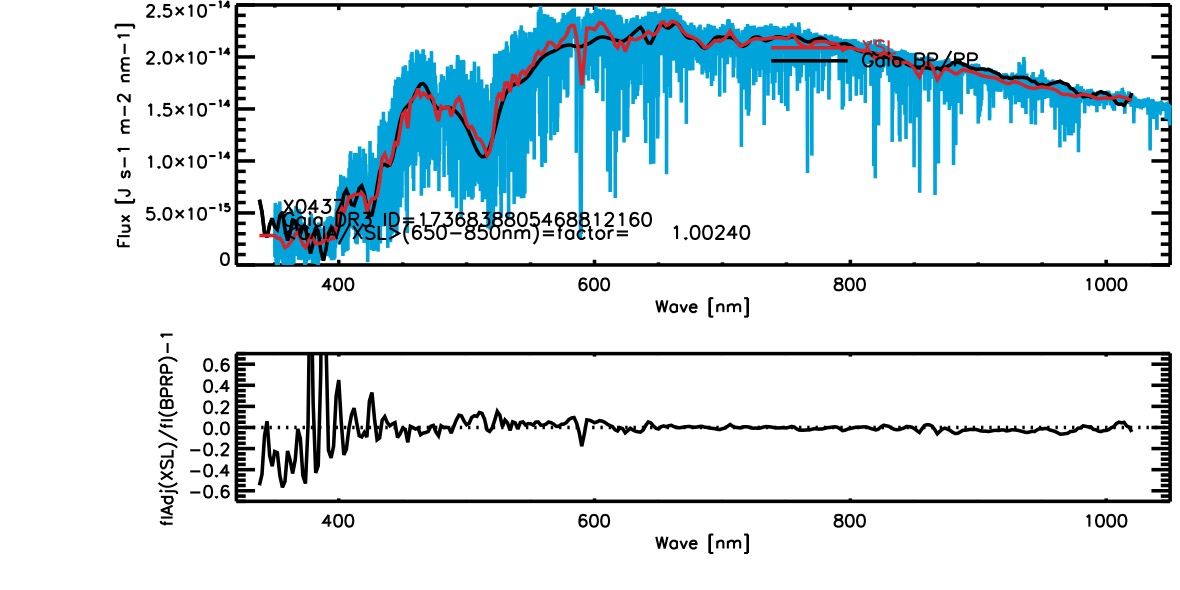 2.5×10⁻¹⁴
2.0×10⁻¹⁴
1.5×10⁻¹⁴
1.0×10⁻¹⁴
5.0×10⁻¹⁵
0
Flux [J s−1 m−2 nm−1]
XSL
Gaia BP/RP
X0437
Gaia DR3 ID=1736838805468812160
<Gaia/XSL>(650−850nm)=factor= 1.00240
400 600 800 1000
Wave [nm]
0.6
0.4
0.2
0.0
−0.2
−0.4
−0.6
flAdj(XSL)/fl(BPRP)−1
400 600 800 1000
Wave [nm]